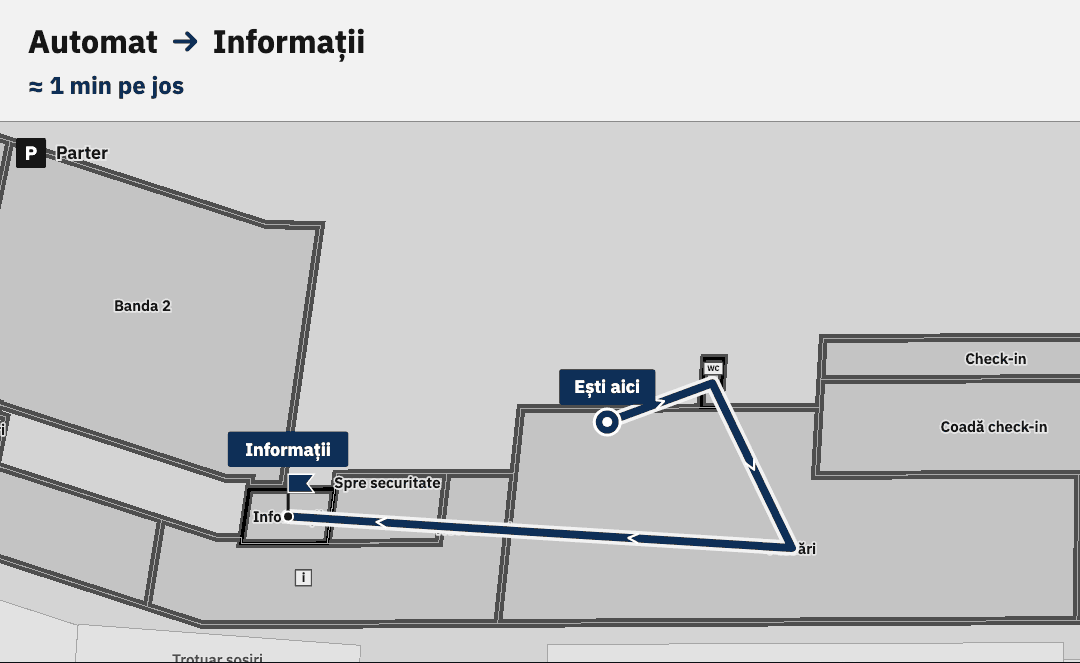 Automat → Informații
≈ 1 min pe jos
P Parter
Banda 2
WC
Check-in
Ești aici
Coadă check-in
Informații
Spre securitate
Info
ări
i
Trotuar sosiri